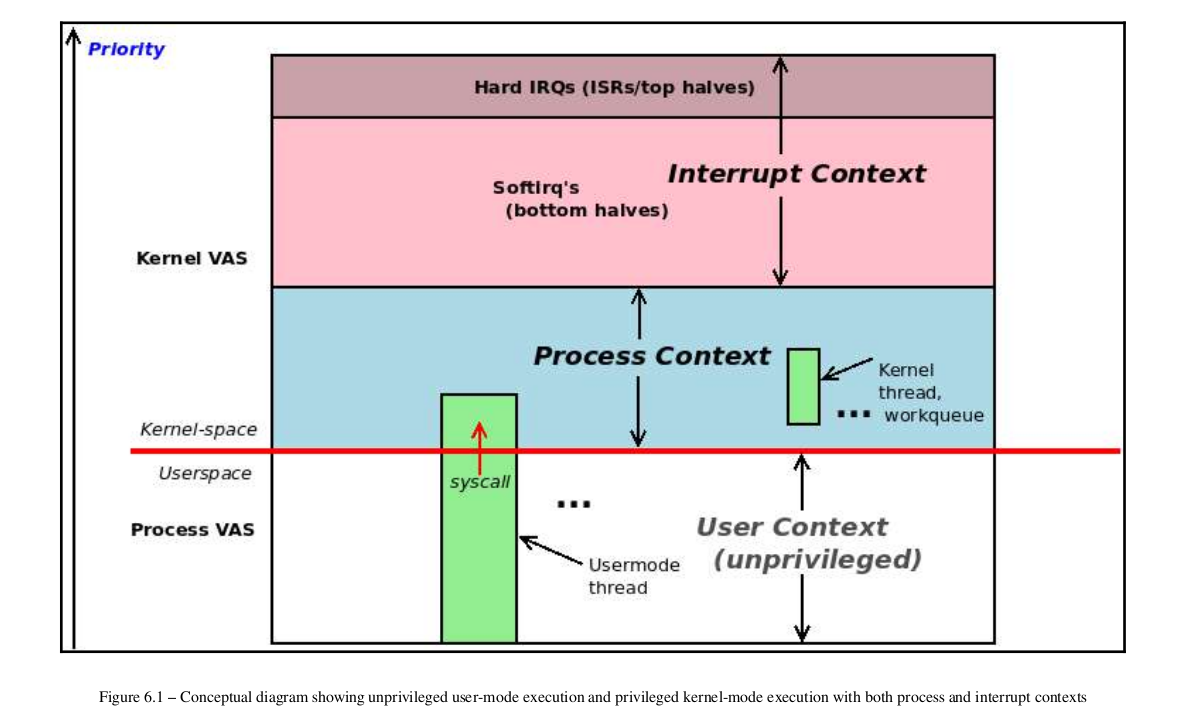 Priority
Hard IRQs (ISRs/top halves)
Interrupt Context
Softirq's
(bottom halves)
Kernel VAS
Process Context
Kernel
thread,
... workqueue
Kernel-space
Userspace
syscall
...
Process VAS
User Context
(unprivileged)
Usermode
thread
Figure 6.1 – Conceptual diagram showing unprivileged user-mode execution and privileged kernel-mode execution with both process and interrupt contexts